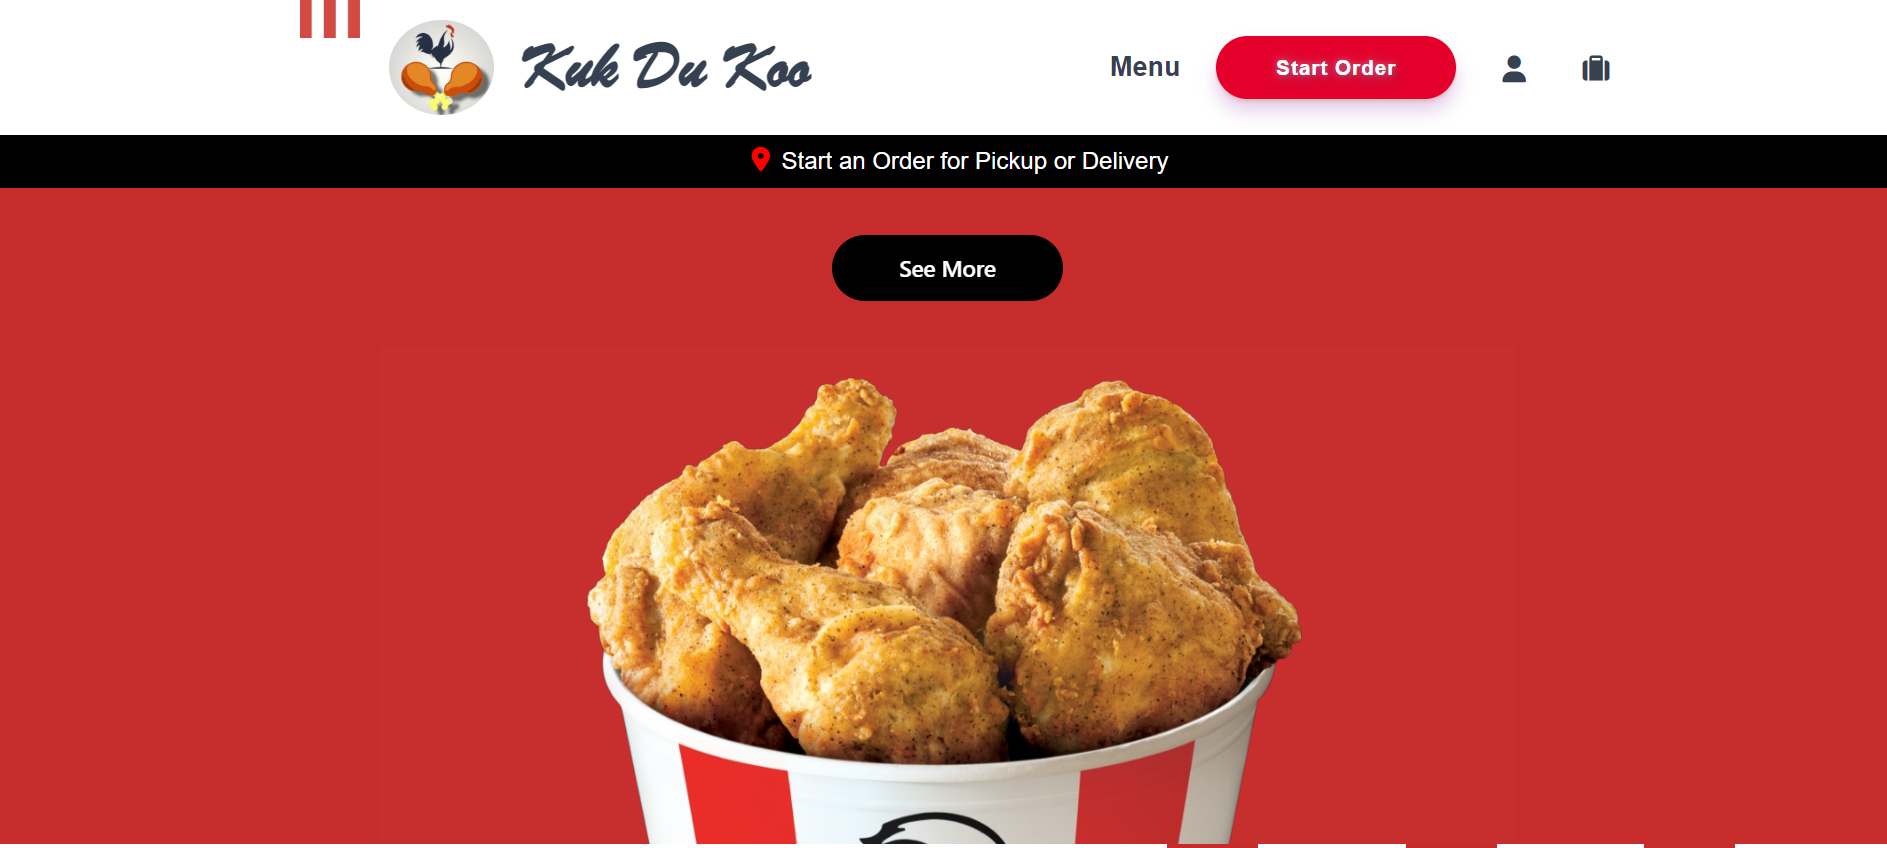 Kuk Du Koo
Menu
Start Order
Start an Order for Pickup or Delivery
See More